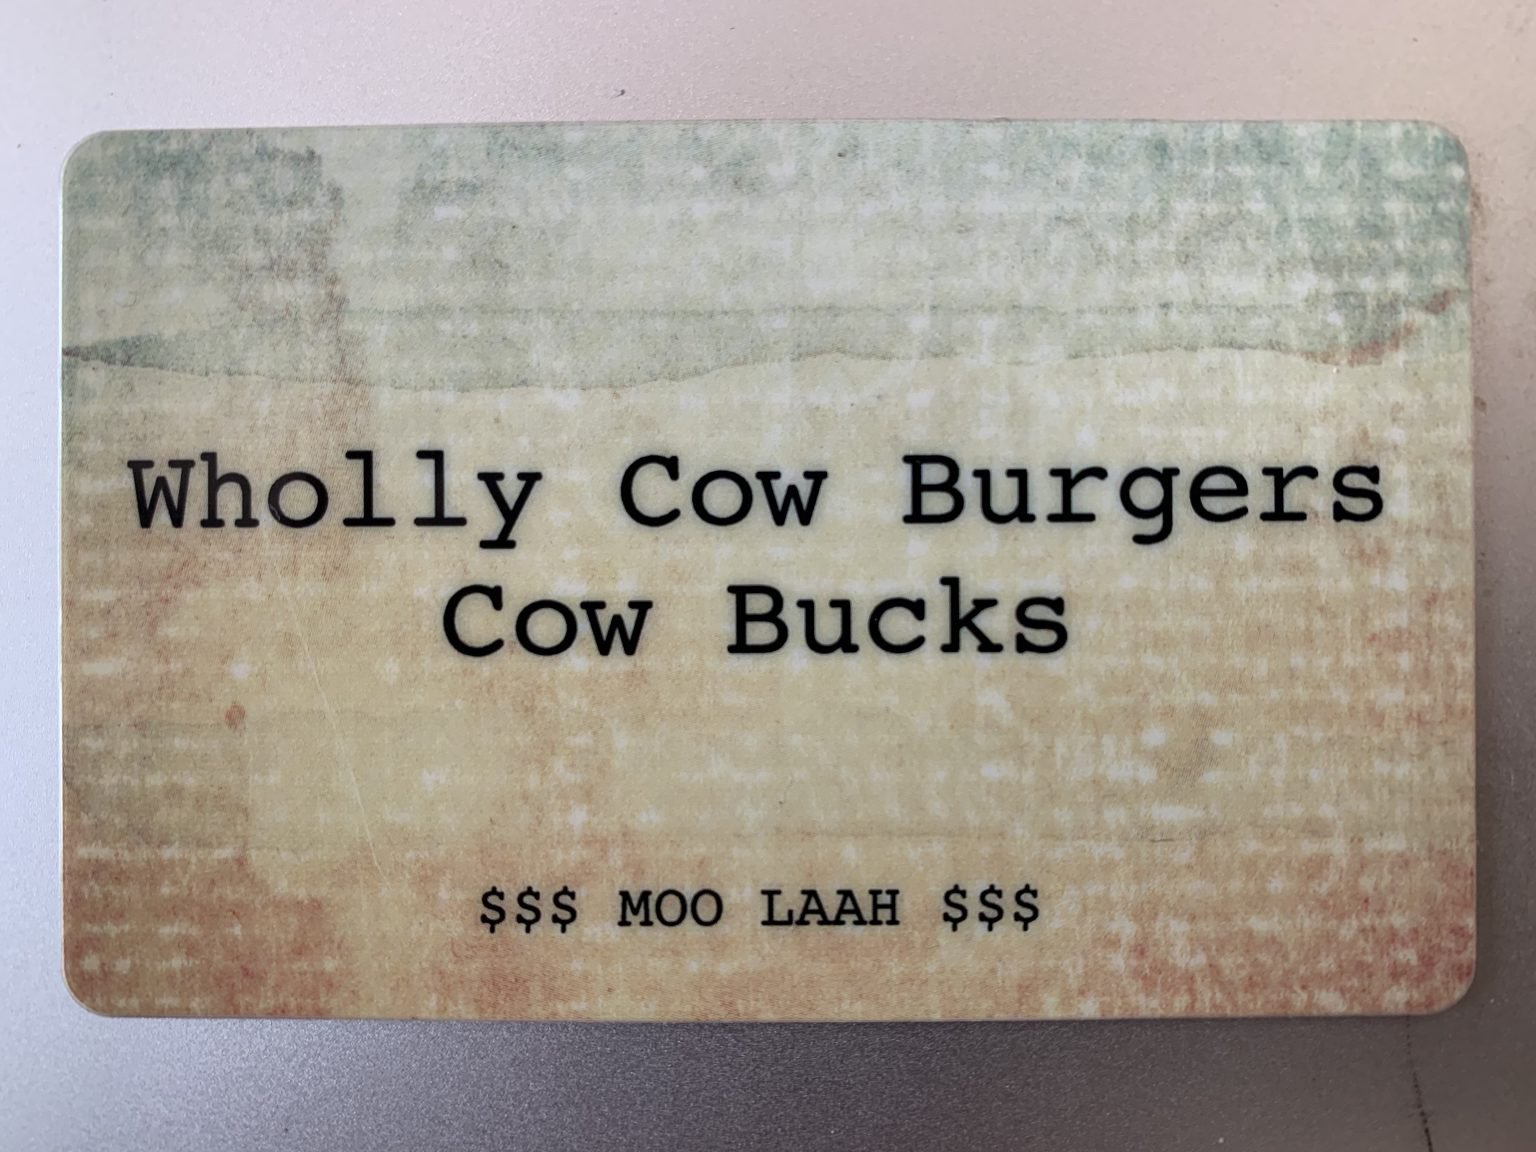 Wholly Cow Burgers
Cow Bucks
$$$ MOO LAAH $$$